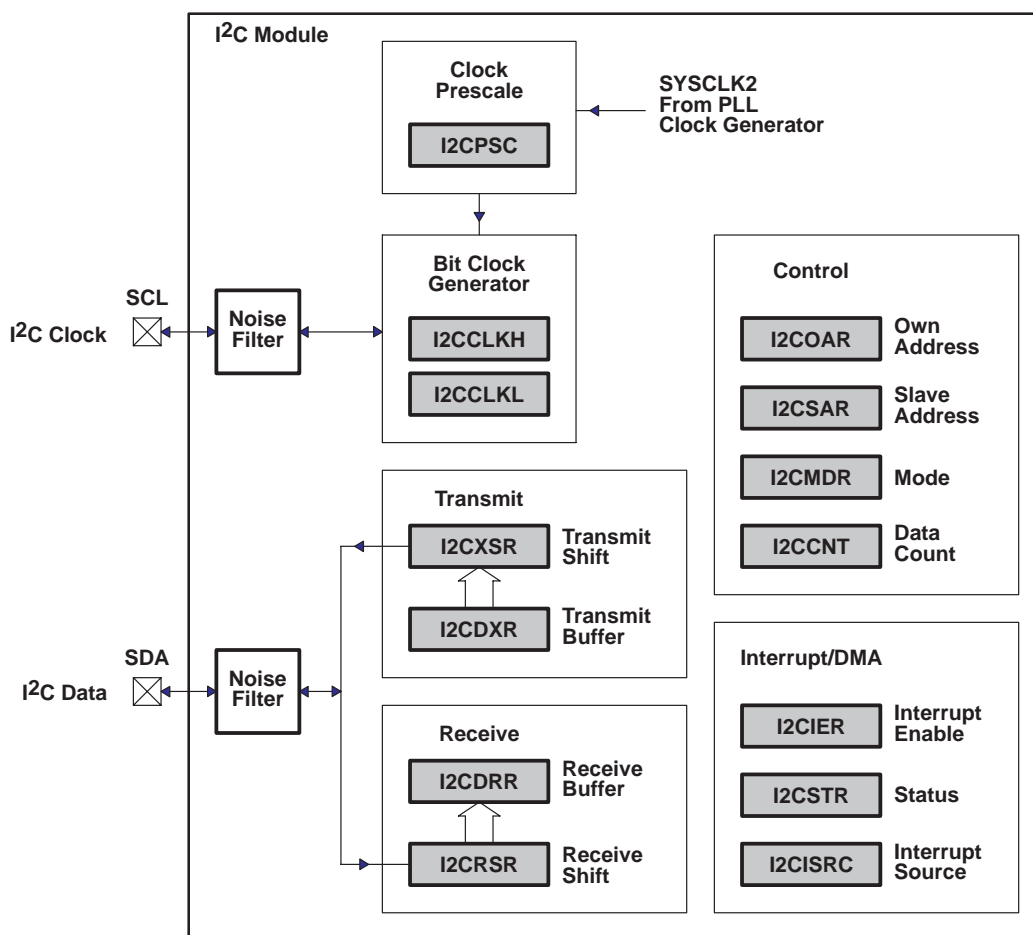 I2C Module
Clock
Prescale
I2CPSC
SYSCLK2
From PLL
Clock Generator
Bit Clock
Generator
I2CCLKH
I2CCLKL
SCL
I2C Clock
Noise
Filter
Control
I2COAR
Own
Address
I2CSAR
Slave
Address
I2CMDR
Mode
I2CCNT
Data
Count
Transmit
I2CXSR
Transmit
Shift
I2CDXR
Transmit
Buffer
SDA
I2C Data
Noise
Filter
Receive
I2CDRR
Receive
Buffer
I2CRSR
Receive
Shift
Interrupt/DMA
I2CIER
Interrupt
Enable
I2CSTR
Status
I2CISRC
Interrupt
Source